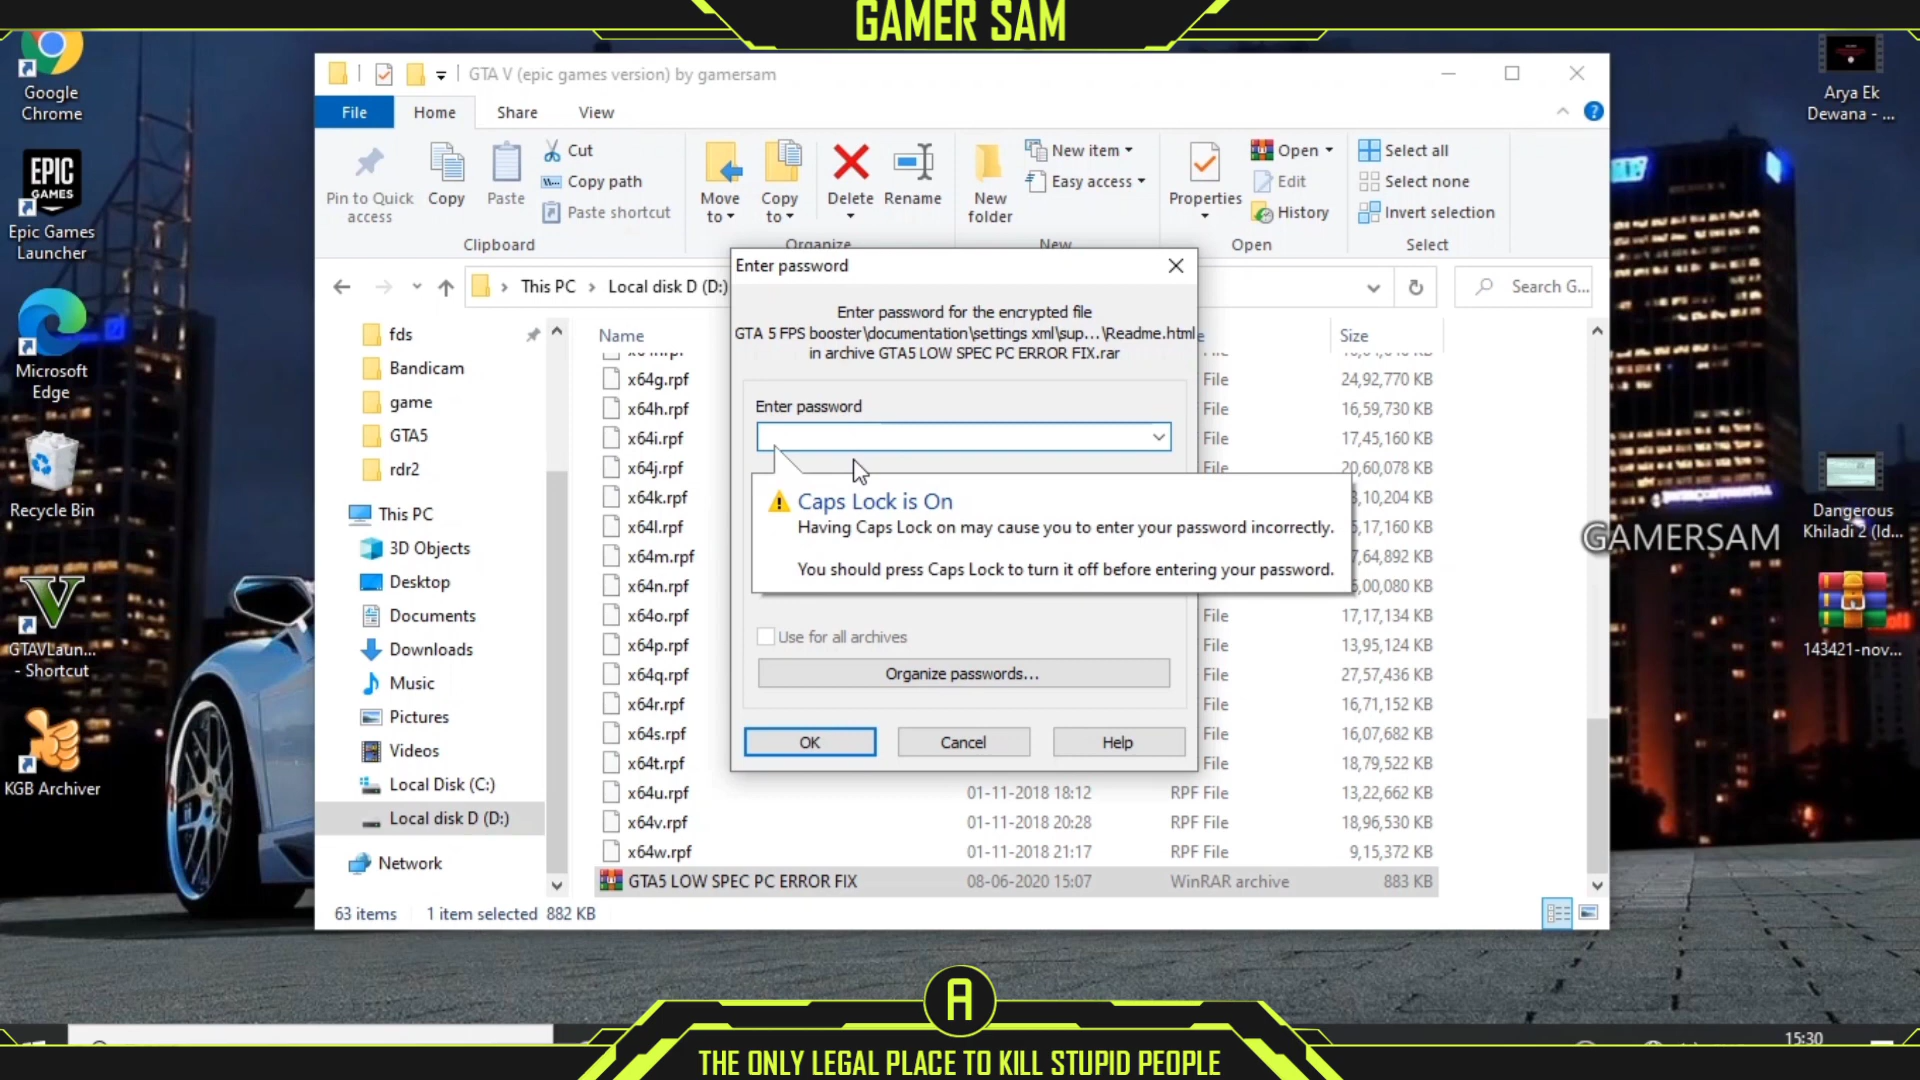 GAMER SAM
GTA V (epic games version) by gamersam
File
Home
Share
View
Pin to Quick access
Copy
Paste
Cut
Copy path
Paste shortcut
Clipboard
Move to
Copy to
Delete
Rename
Organize
New folder
New item
Easy access
New
Properties
Open
Edit
History
Open
Select all
Select none
Invert selection
Select
This PC
Local disk D (D:)
Search G...
fds
Bandicam
game
GTA5
rdr2
This PC
3D Objects
Desktop
Documents
Downloads
Music
Pictures
Videos
Local Disk (C:)
Local disk D (D:)
Network
Name
Size
x64g.rpf File 24,92,770 KB
x64h.rpf File 16,59,730 KB
x64i.rpf File 17,45,160 KB
x64j.rpf File 20,60,078 KB
x64k.rpf 10,204 KB
x64l.rpf 17,160 KB
x64m.rpf 64,892 KB
x64n.rpf 00,080 KB
x64o.rpf File 17,17,134 KB
x64p.rpf File 13,95,124 KB
x64q.rpf File 27,57,436 KB
x64r.rpf File 16,71,152 KB
x64s.rpf File 16,07,682 KB
x64t.rpf File 18,79,522 KB
x64u.rpf 01-11-2018 18:12 RPF File 13,22,662 KB
x64v.rpf 01-11-2018 20:28 RPF File 18,96,530 KB
x64w.rpf 01-11-2018 21:17 RPF File 9,15,372 KB
GTA5 LOW SPEC PC ERROR FIX 08-06-2020 15:07 WinRAR archive 883 KB
63 items 1 item selected 882 KB
Enter password
Enter password for the encrypted file
GTA 5 FPS booster\documentation\settings xml\sup...\Readme.html
in archive GTA5 LOW SPEC PC ERROR FIX.rar
Enter password
Caps Lock is On
Having Caps Lock on may cause you to enter your password incorrectly.
You should press Caps Lock to turn it off before entering your password.
Use for all archives
Organize passwords...
OK
Cancel
Help
Google
Chrome
EPIC
GAMES
Epic Games
Launcher
Microsoft
Edge
Recycle Bin
GTAVLaun...
- Shortcut
KGB Archiver
Arya Ek
Dewana - ...
Dangerous
Khiladi 2 (Id...
GAMERSAM
143421-nov...
15:30
A
THE ONLY LEGAL PLACE TO KILL STUPID PEOPLE